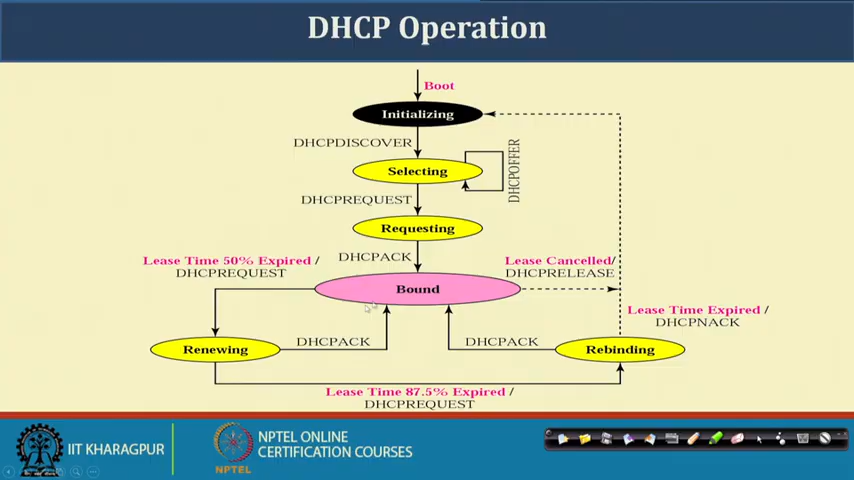 DHCP Operation
Boot
Initializing
DHCPDISCOVER
Selecting
DHCPOFFER
DHCPREQUEST
Requesting
DHCPACK
Lease Time 50% Expired /
DHCPREQUEST
Lease Cancelled/
DHCPRELEASE
Bound
Lease Time Expired /
DHCPNACK
Renewing
DHCPACK
DHCPACK
Rebinding
Lease Time 87.5% Expired /
DHCPREQUEST
IIT KHARAGPUR
NPTEL
NPTEL ONLINE
CERTIFICATION COURSES